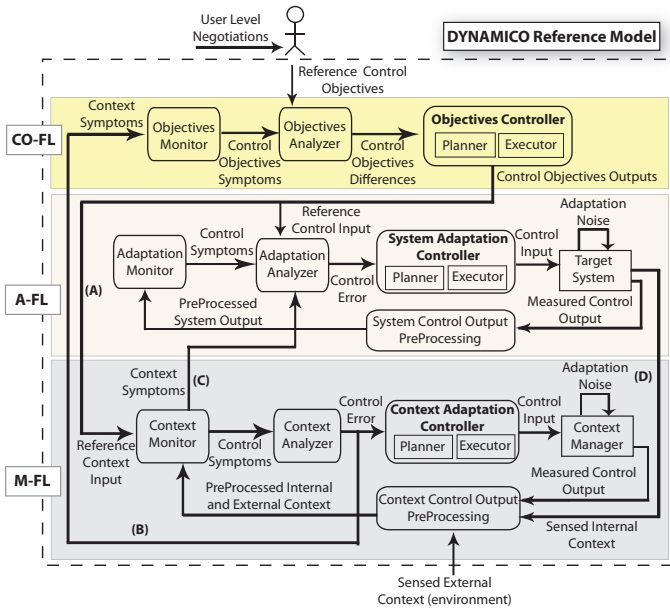 User Level
Negotiations
DYNAMICO Reference Model
Reference Control
Objectives
CO-FL
Context
Symptoms
Objectives
Monitor
Control
Objectives
Symptoms
Objectives
Analyzer
Control
Objectives
Differences
Objectives Controller
Planner
Executor
Control Objectives Outputs
A-FL
(A)
Adaptation
Monitor
Control
Symptoms
Reference
Control Input
Adaptation
Analyzer
Control
Error
System Adaptation
Controller
Planner
Executor
Control
Input
Adaptation
Noise
Target
System
Measured Control
Output
PreProcessed
System Output
System Control Output
PreProcessing
Context
Symptoms
(C)
(D)
M-FL
Reference
Context
Input
Context
Monitor
Control
Symptoms
Context
Analyzer
Control
Error
Context Adaptation
Controller
Planner
Executor
Control
Input
Adaptation
Noise
Context
Manager
Measured Control
Output
PreProcessed Internal
and External Context
Context Control Output
PreProcessing
Sensed Internal
Context
(B)
Sensed External
Context (environment)